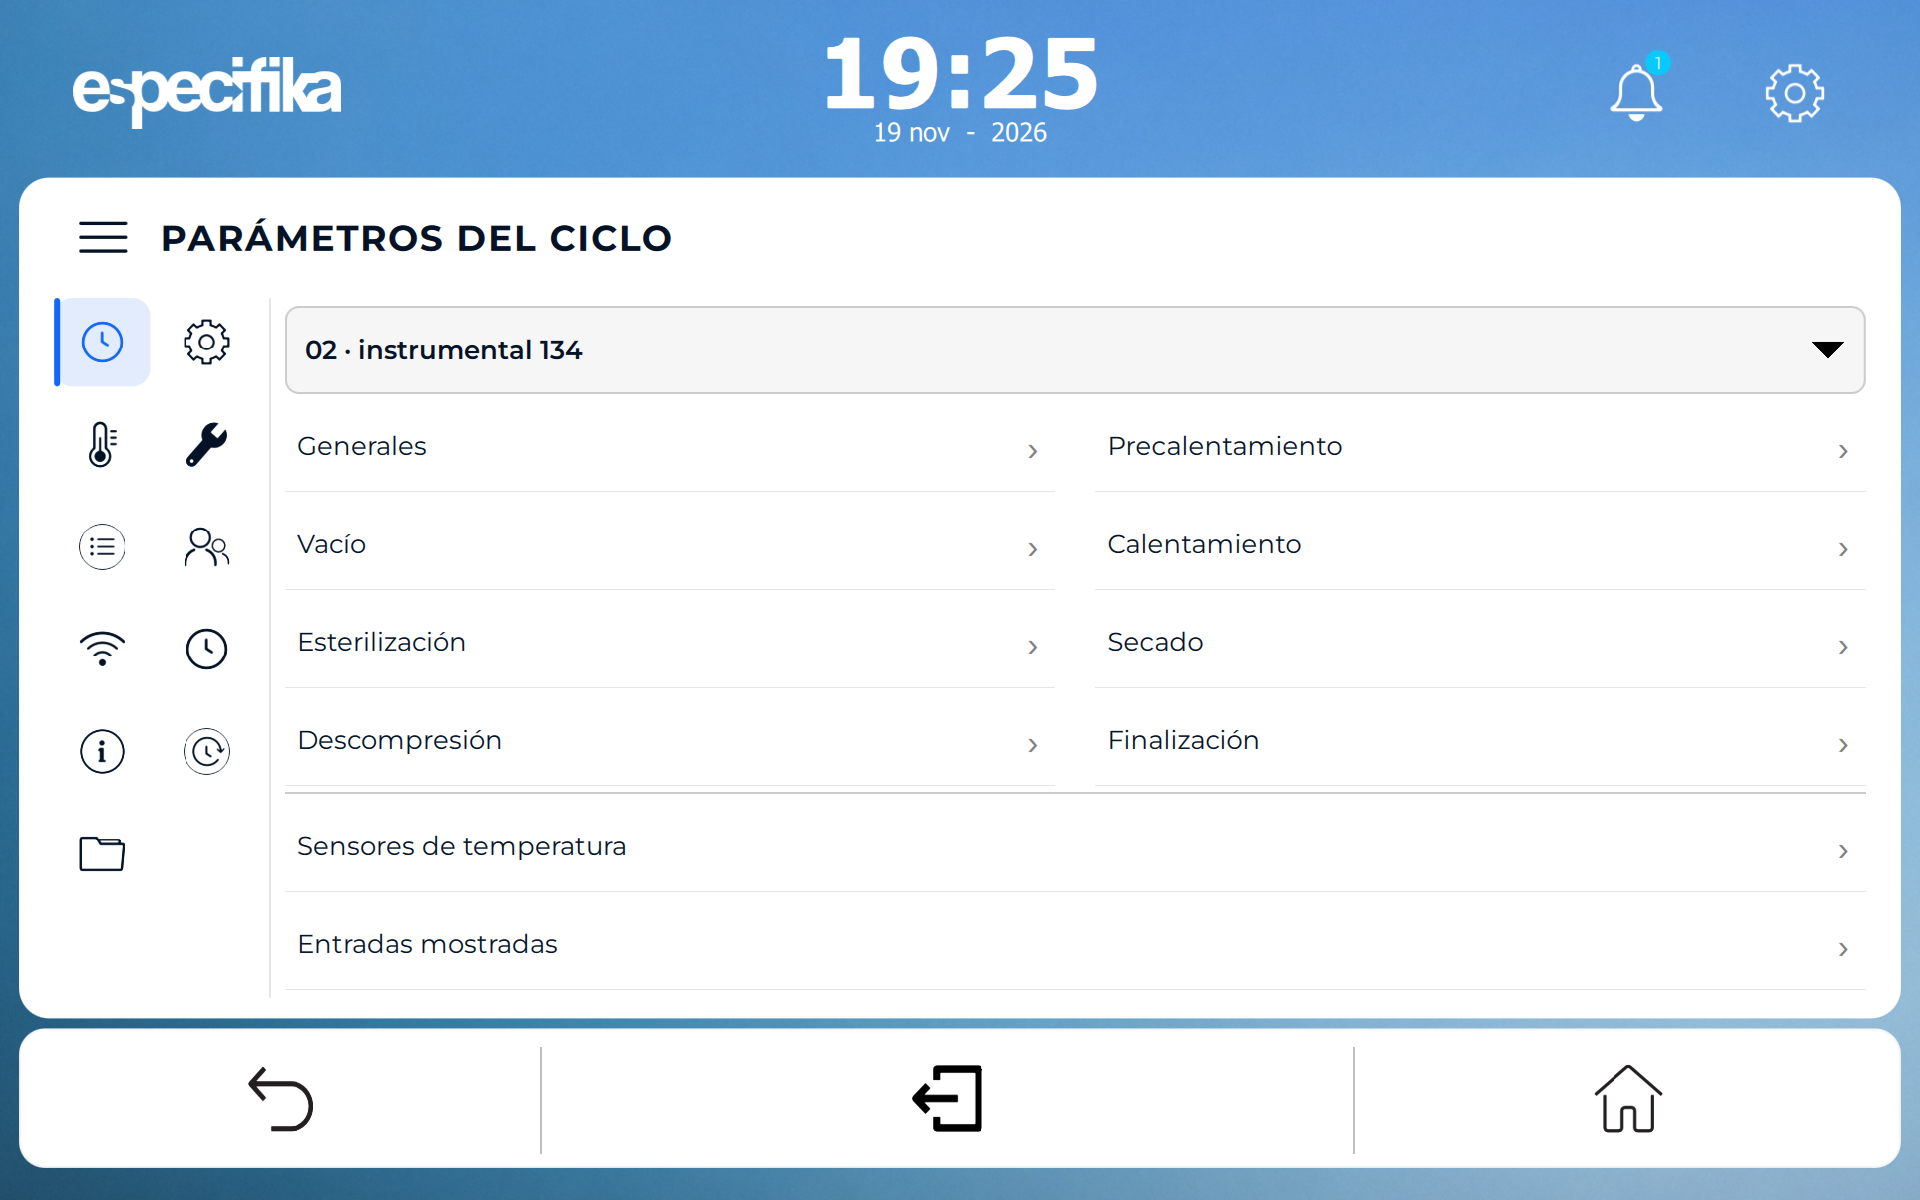 especifika
19:25
19 nov - 2026
1
PARÁMETROS DEL CICLO
02 · instrumental 134
Generales
Precalentamiento
Vacío
Calentamiento
Esterilización
Secado
Descompresión
Finalización
Sensores de temperatura
Entradas mostradas